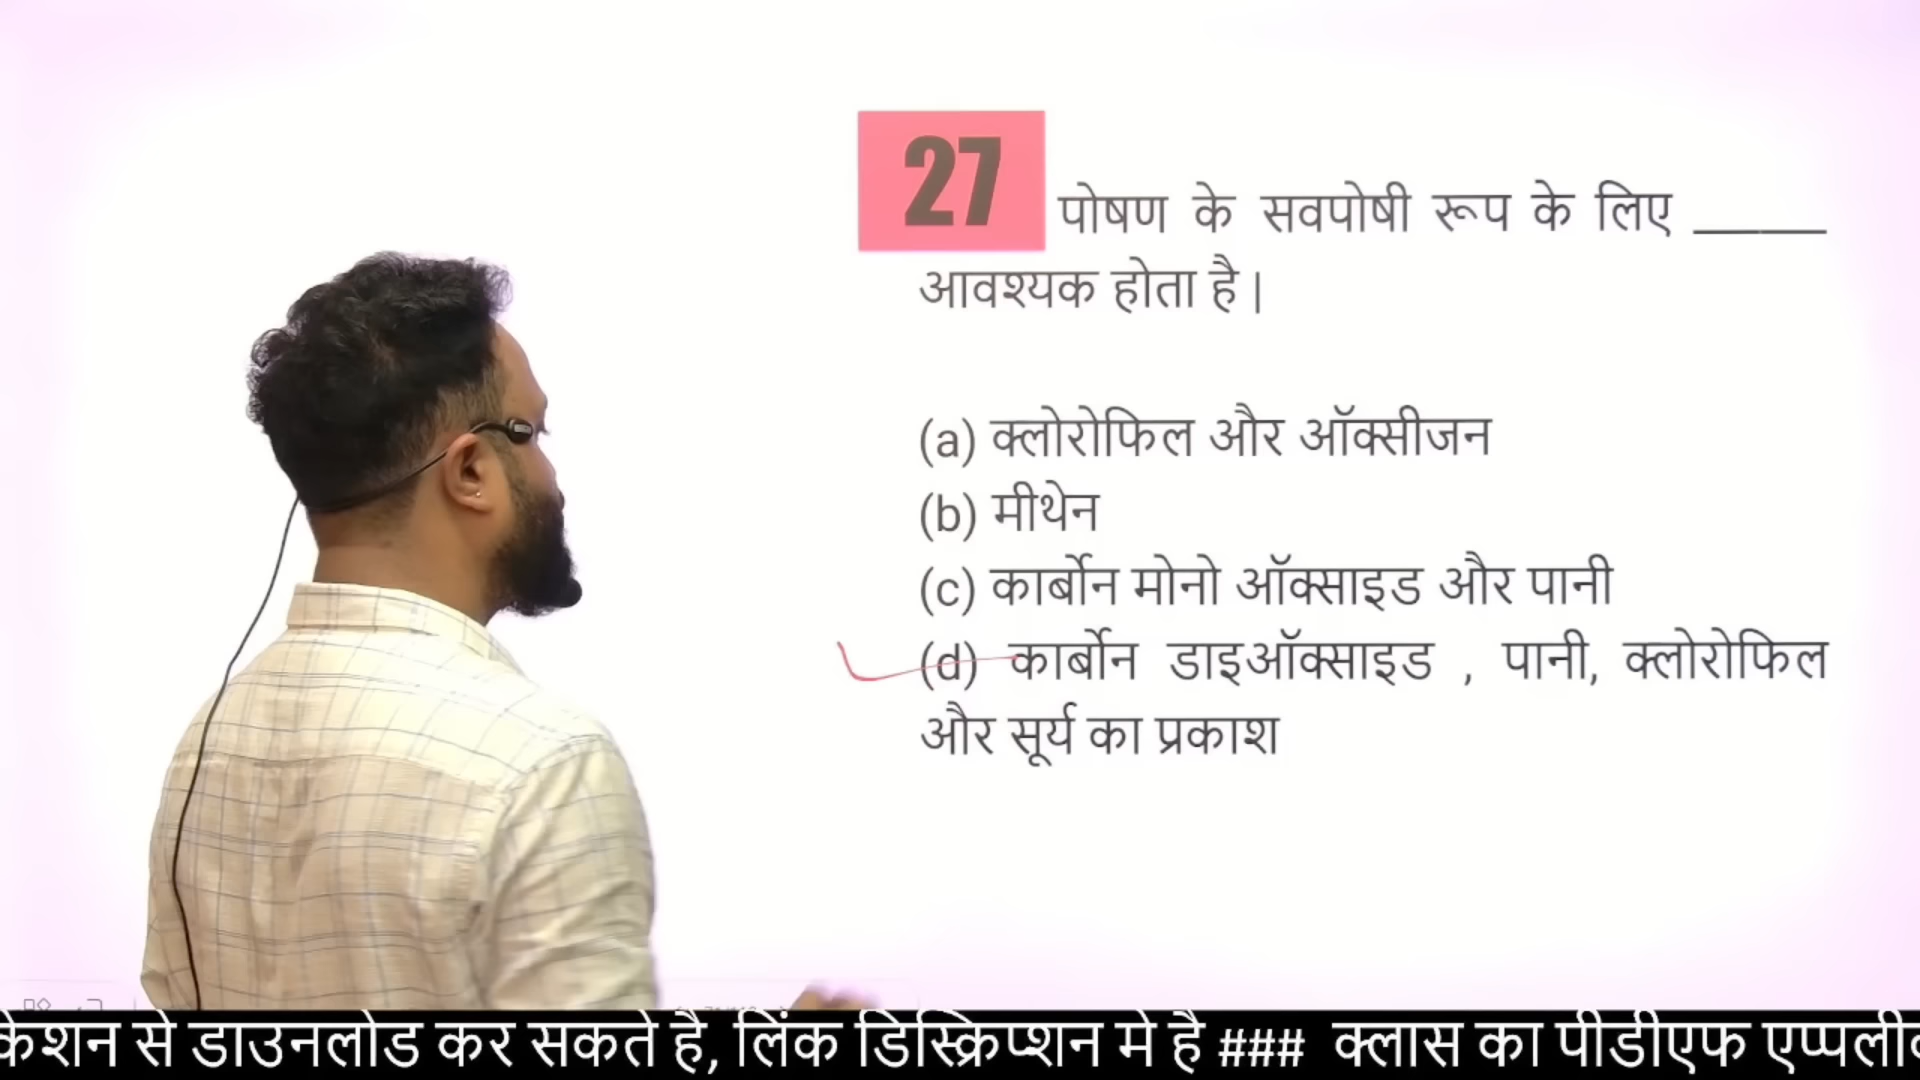 27
पोषण के सवपोषी रूप के लिए _____
आवश्यक होता है।
(a) क्लोरोफिल और ऑक्सीजन
(b) मीथेन
(c) कार्बोन मोनो ऑक्साइड और पानी
(d) कार्बोन डाइऑक्साइड , पानी, क्लोरोफिल
और सूर्य का प्रकाश
केशन से डाउनलोड कर सकते है, लिंक डिस्क्रिप्शन मे है ### क्लास का पीडीएफ